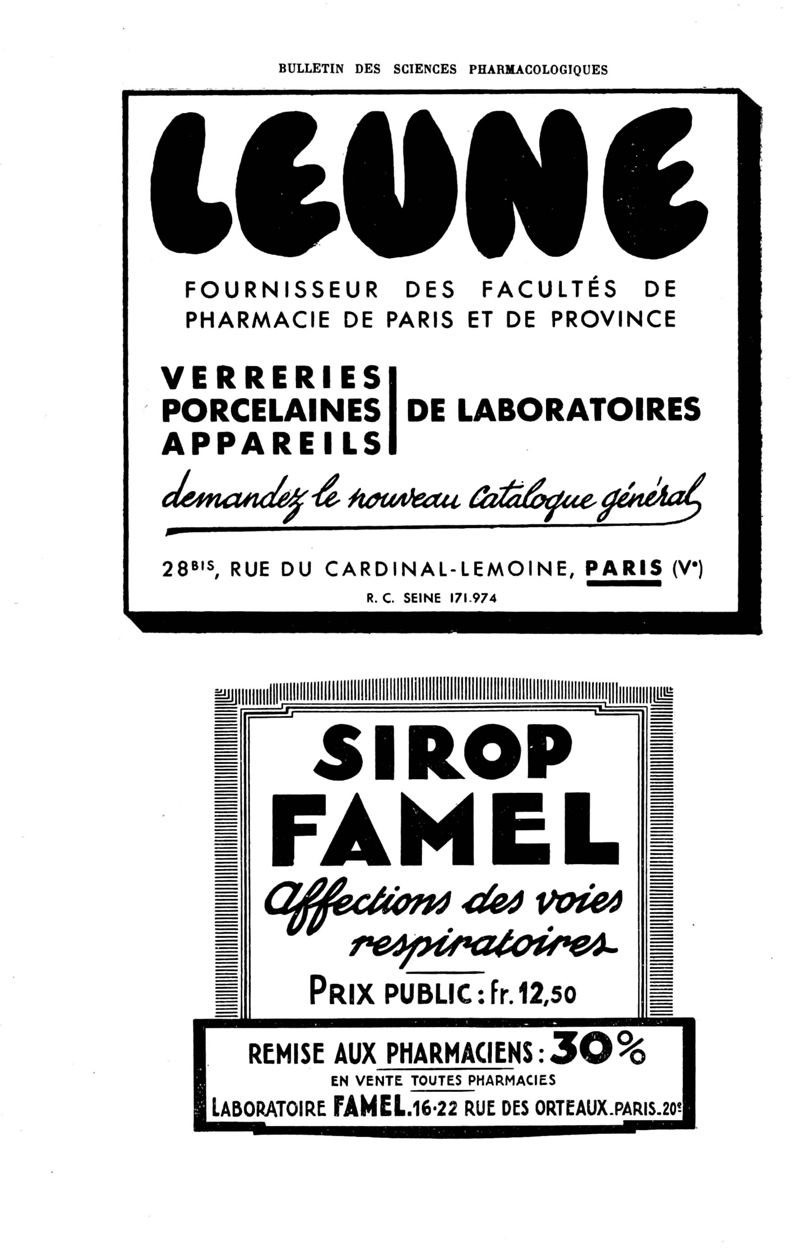 BULLETIN DES SCIENCES PHARMACOLOGIQUES
LEUNE
FOURNISSEUR DES FACULTÉS DE
PHARMACIE DE PARIS ET DE PROVINCE
VERRERIES
PORCELAINES DE LABORATOIRES
APPAREILS
demandez le nouveau Catalogue général
28BIS, RUE DU CARDINAL-LEMOINE, PARIS (Ve)
R. C. SEINE 171.974
SIROP
FAMEL
Affections des voies
respiratoires
PRIX PUBLIC : fr. 12,50
REMISE AUX PHARMACIENS : 30%
EN VENTE TOUTES PHARMACIES
LABORATOIRE FAMEL.16-22 RUE DES ORTEAUX.PARIS.20e